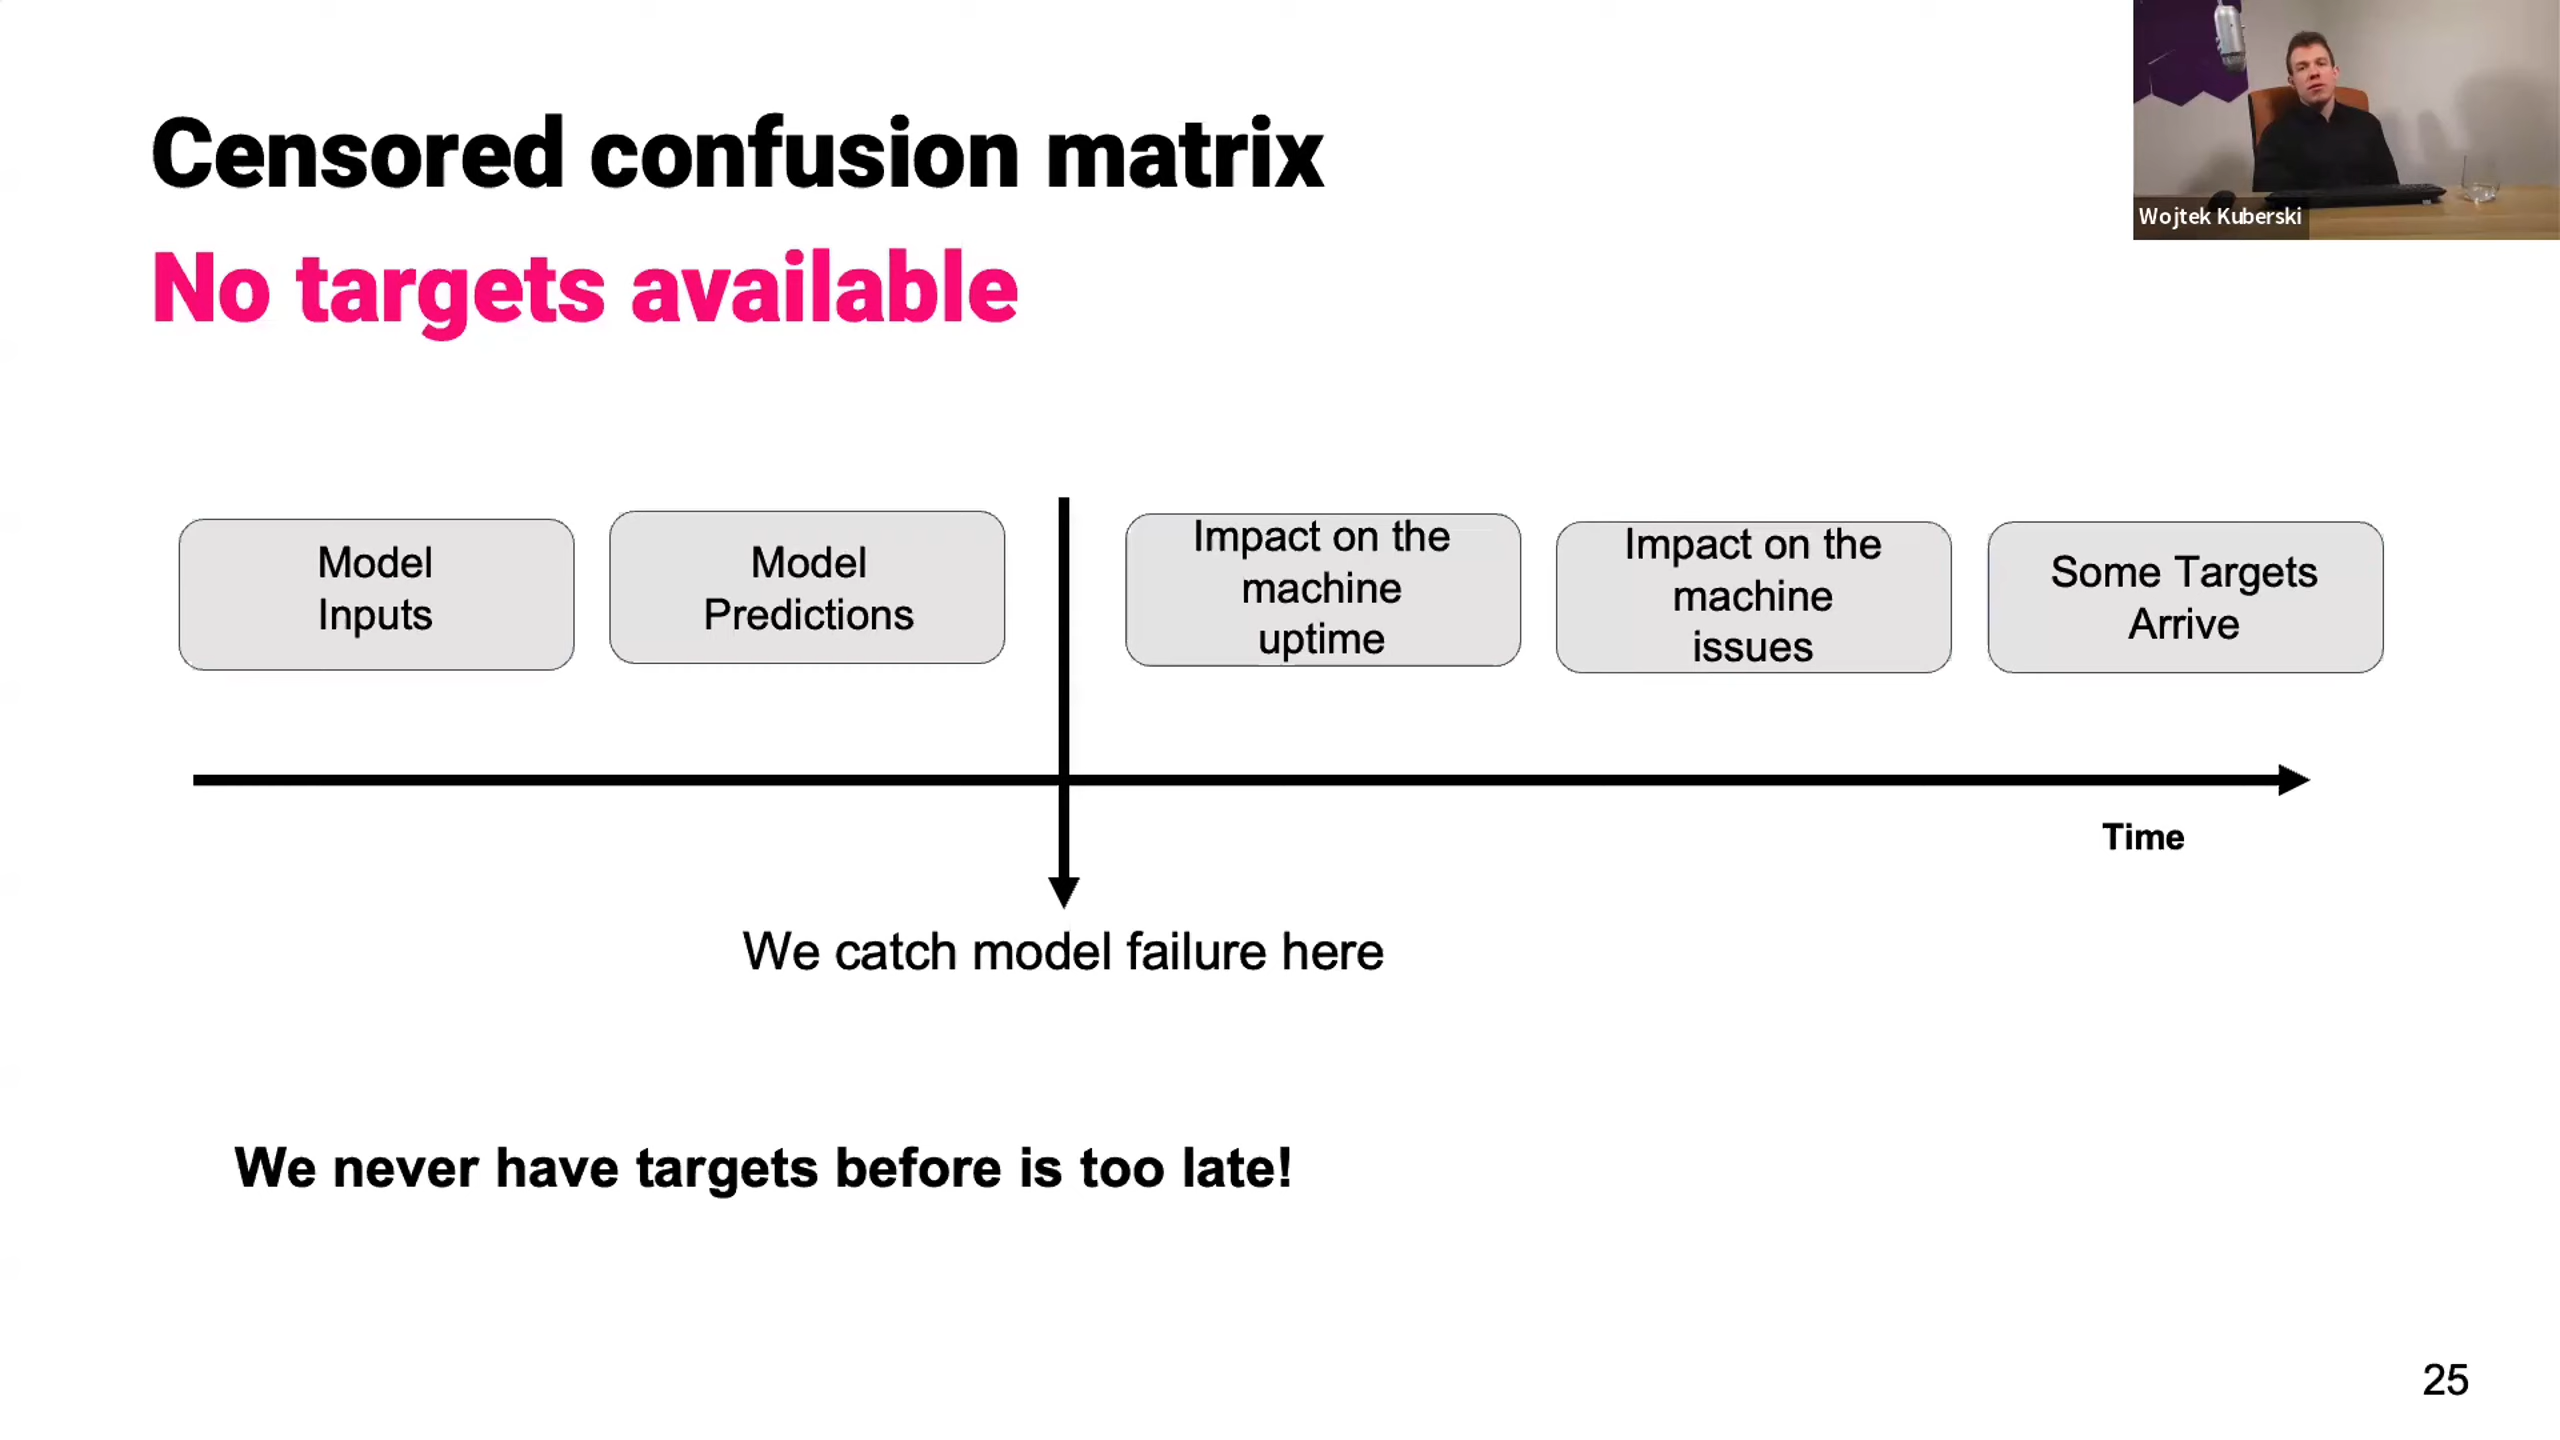 Censored confusion matrix
No targets available
Wojtek Kuberski
Model
Inputs
Model
Predictions
Impact on the
machine
uptime
Impact on the
machine
issues
Some Targets
Arrive
Time
We catch model failure here
We never have targets before is too late!
25